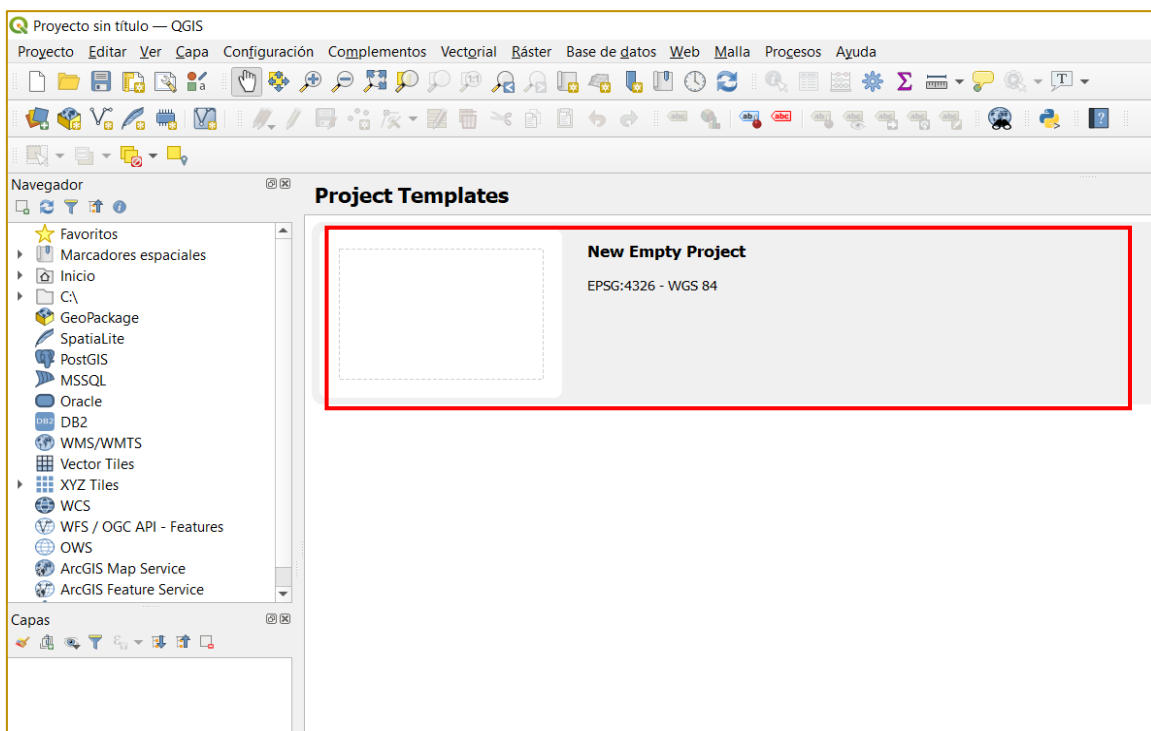 Proyecto sin título — QGIS
Proyecto Editar Ver Capa Configuración Complementos Vectorial Ráster Base de datos Web Malla Procesos Ayuda
Navegador
Project Templates
Favoritos
Marcadores espaciales
Inicio
C:\
GeoPackage
SpatiaLite
PostGIS
MSSQL
Oracle
DB2 DB2
WMS/WMTS
Vector Tiles
XYZ Tiles
WCS
WFS / OGC API - Features
OWS
ArcGIS Map Service
ArcGIS Feature Service
New Empty Project
EPSG:4326 - WGS 84
Capas